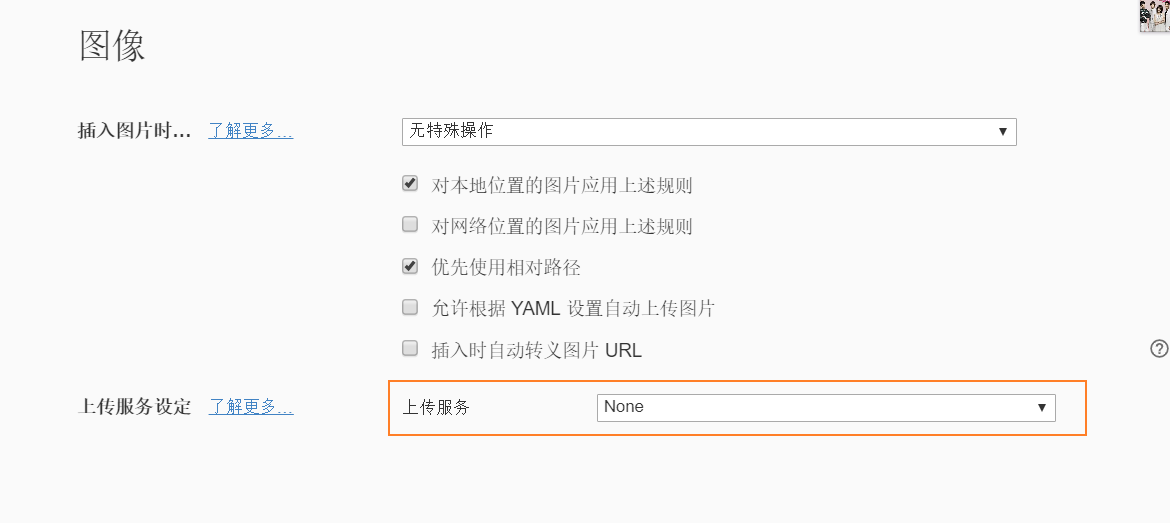 图像
插入图片时... 了解更多... 无特殊操作
对本地位置的图片应用上述规则
对网络位置的图片应用上述规则
优先使用相对路径
允许根据 YAML 设置自动上传图片
插入时自动转义图片 URL
上传服务设定 了解更多... 上传服务 None